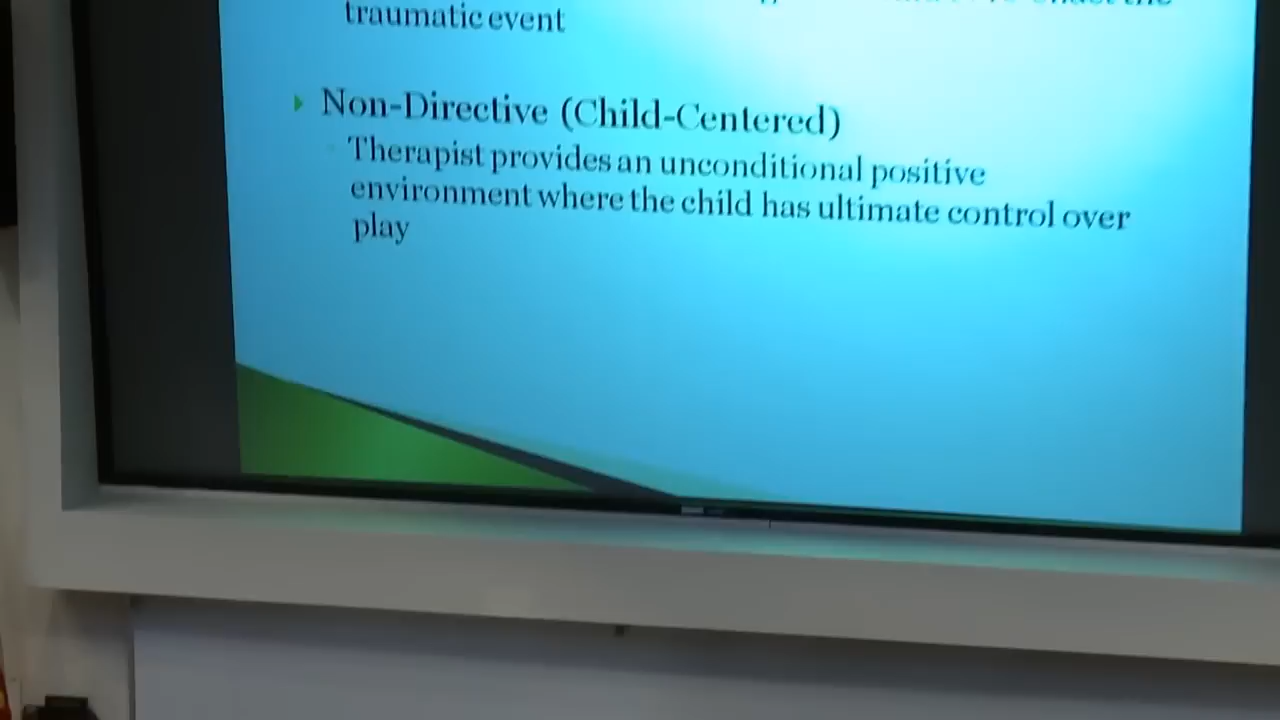 the
traumatic event
Non-Directive (Child-Centered)
Therapist provides an unconditional positive
environment where the child has ultimate control over
play